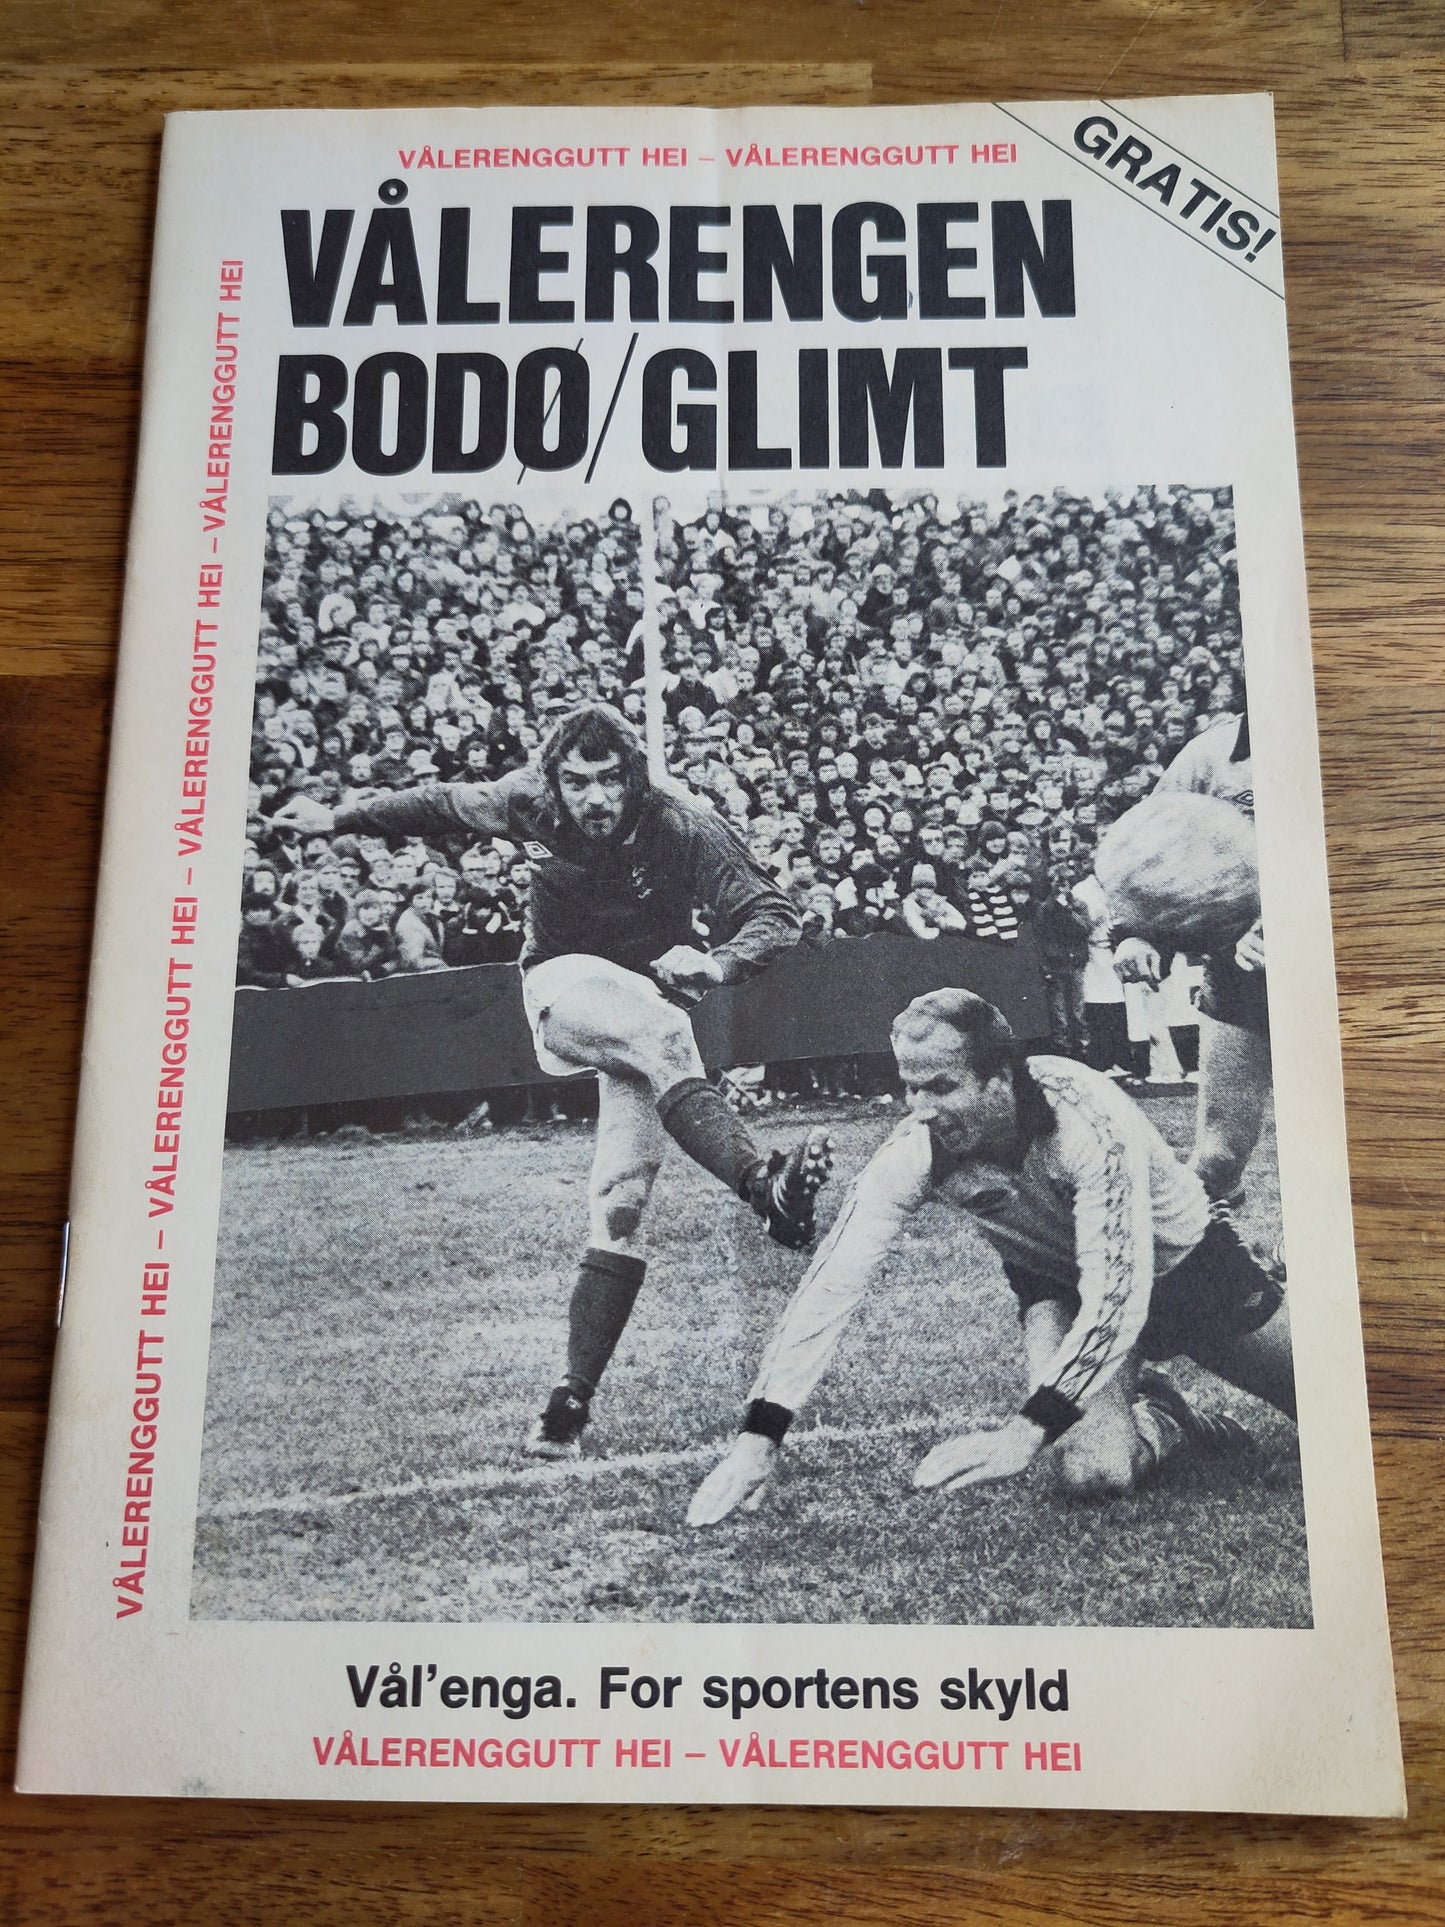 VÅLERENGGUTT HEI – VÅLERENGGUTT HEI
GRATIS!
VÅLERENGEN
BODØ/GLIMT
VÅLERENGGUTT HEI – VÅLERENGGUTT HEI – VÅLERENGGUTT HEI – VÅLERENGGUTT HEI
Vål'enga. For sportens skyld
VÅLERENGGUTT HEI – VÅLERENGGUTT HEI